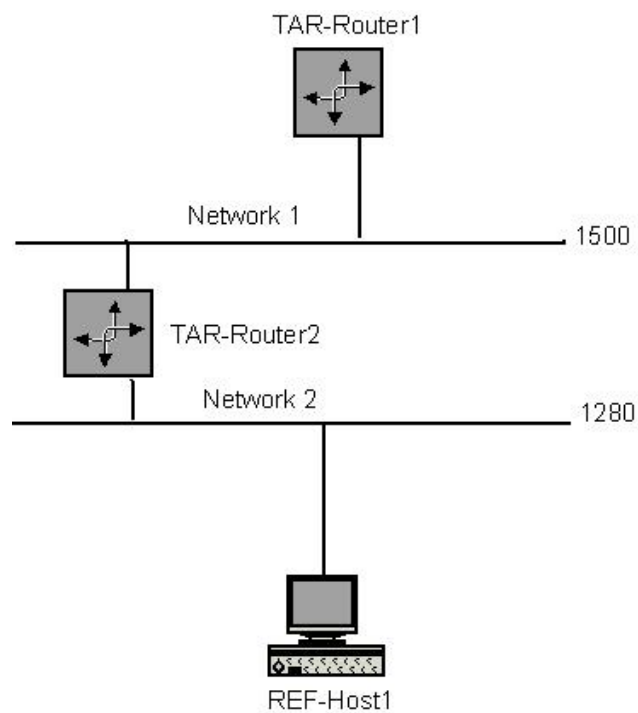 TAR-Router1
Network 1
1500
TAR-Router2
Network 2
1280
REF-Host1